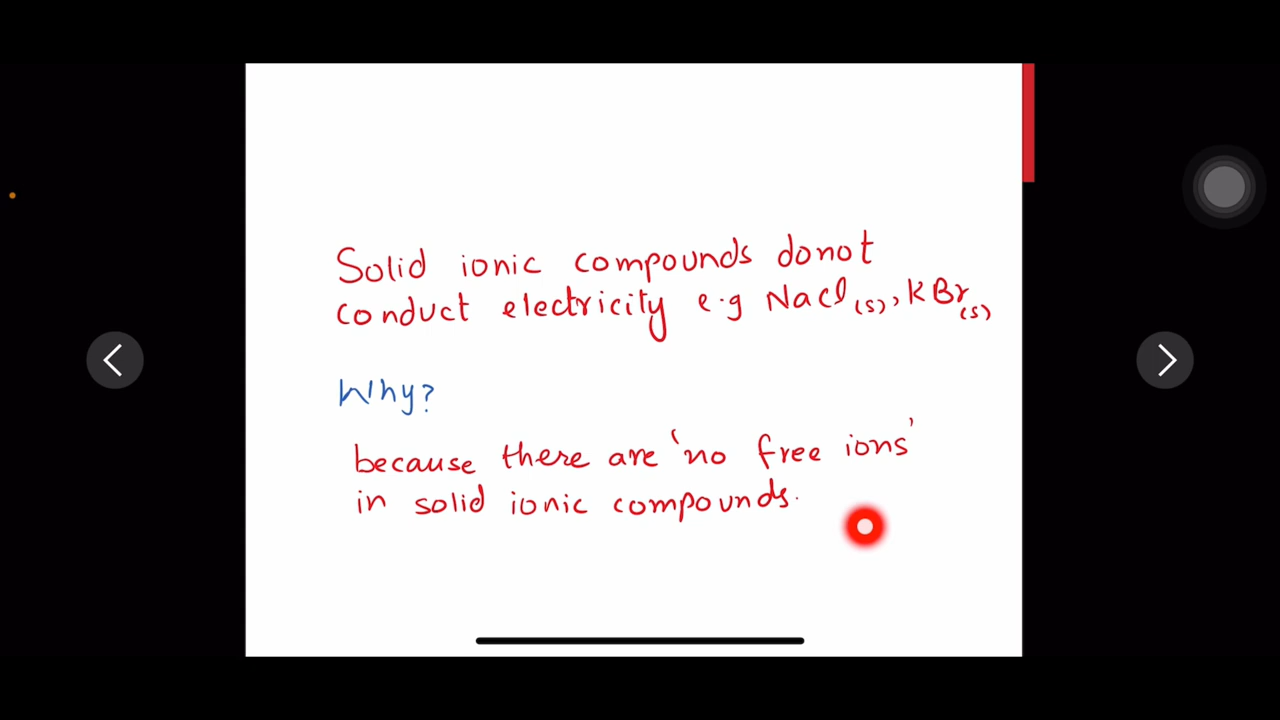 Solid ionic compounds donot
conduct electricity e.g NaCl(s), KBr(s)
Why?
because there are 'no free ions'
in solid ionic compounds.